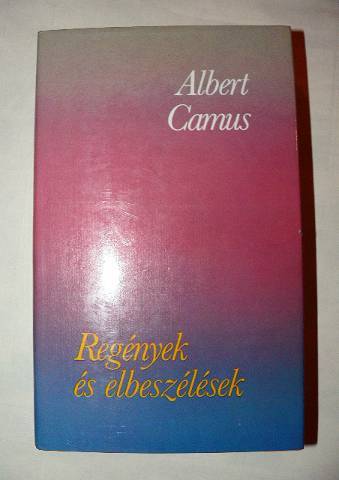 Albert
Camus
Regények
és elbeszélések